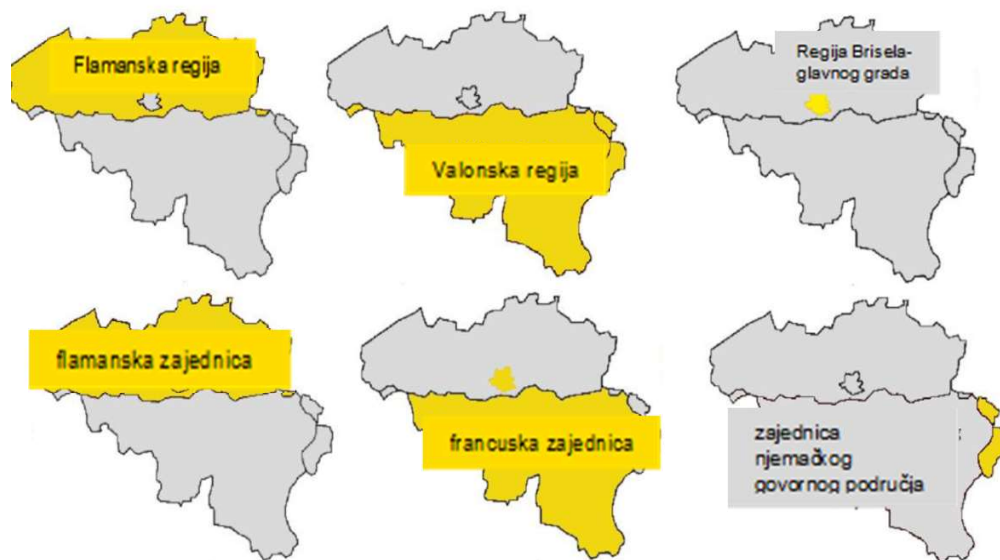 Flamanska regija
Valonska regija
Regija Brisela-
glavnog grada
flamanska zajednica
francuska zajednica
zajednica
njemačkog
govornog područja